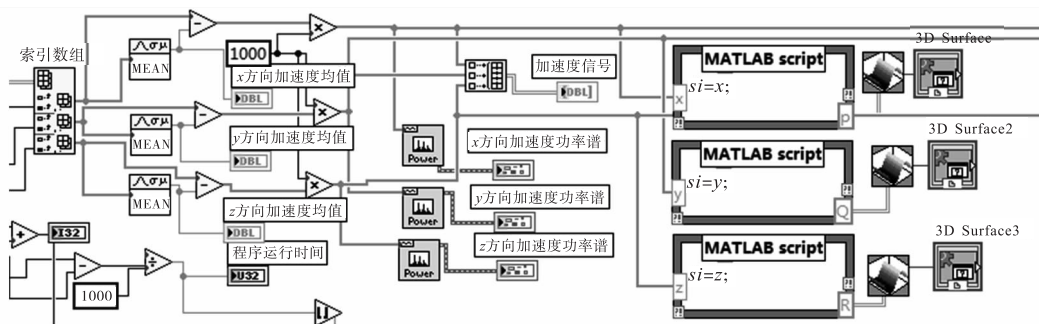 索引数组
MEAN
1000
x方向加速度均值
DBL
MEAN
y方向加速度均值
DBL
MEAN
z方向加速度均值
DBL
程序运行时间
I32
U32
1000
加速度信号
[DBL]
Power
x方向加速度功率谱
Power
y方向加速度功率谱
Power
z方向加速度功率谱
MATLAB script
x
si=x;
p
3D Surface
MATLAB script
y
si=y;
Q
3D Surface2
MATLAB script
z
si=z;
R
3D Surface3